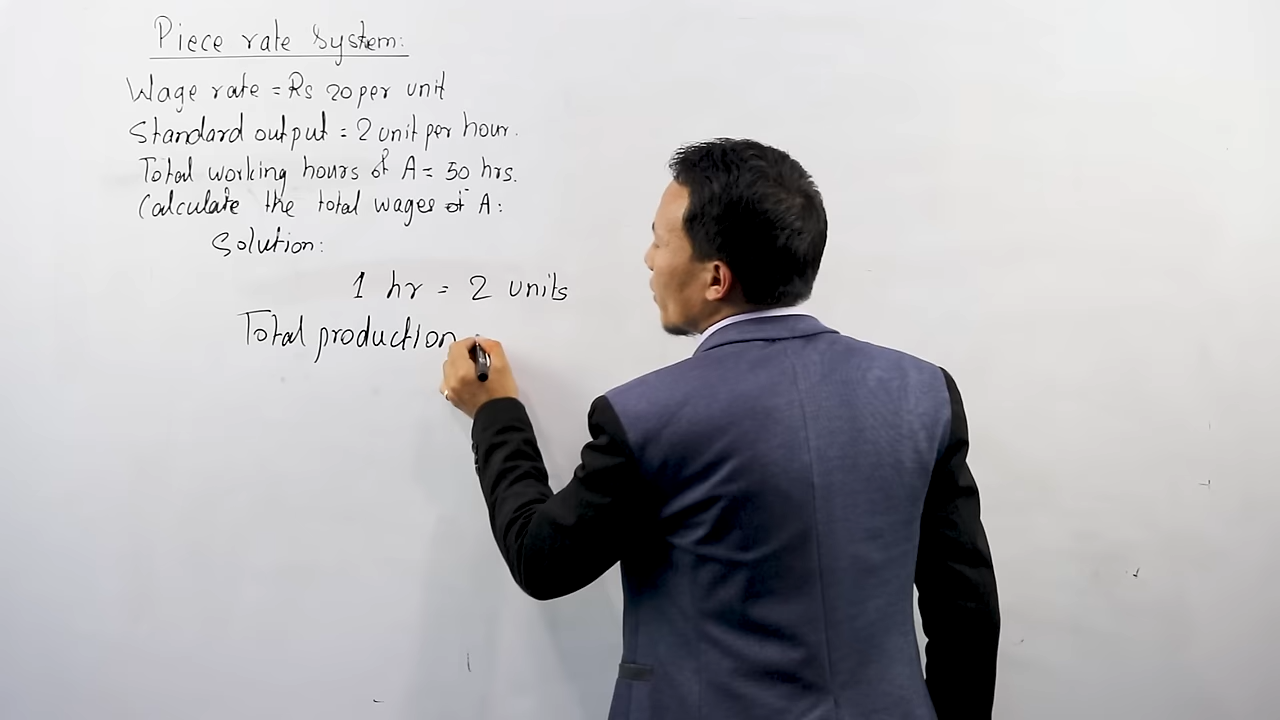 Piece rate System:
Wage rate = Rs 20 per unit
Standard output = 2 unit per hour.
Total working hours of A = 50 hrs.
Calculate the total wages of A:
Solution:
1 hr = 2 units
Total production